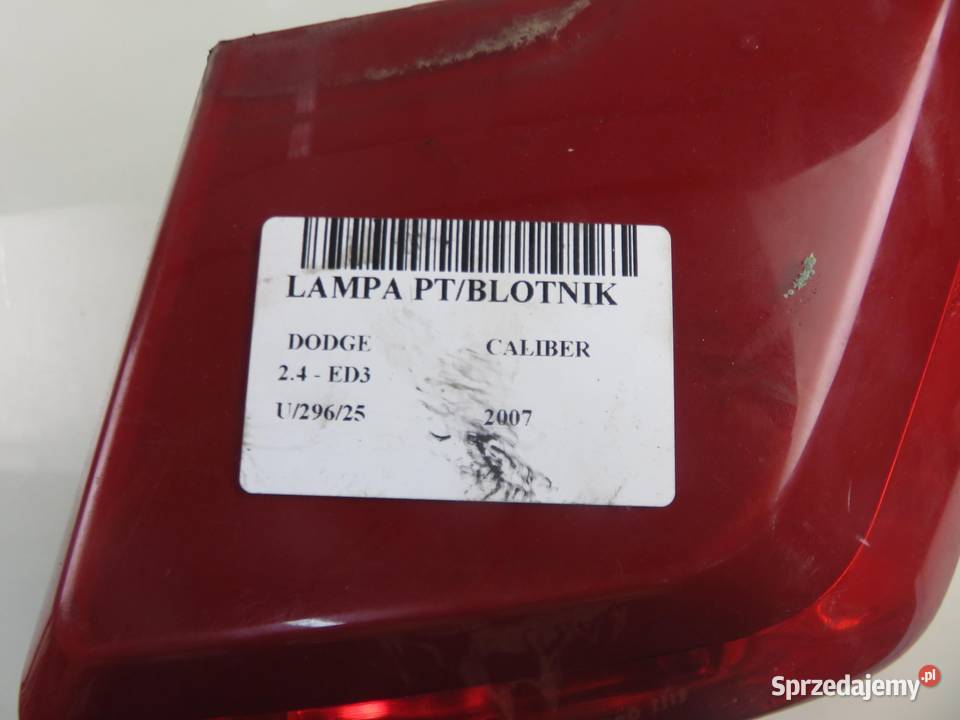 LAMPA PT/BLOTNIK
DODGE CALIBER
2.4 - ED3
U/296/25 2007
Sprzedajemy.pl